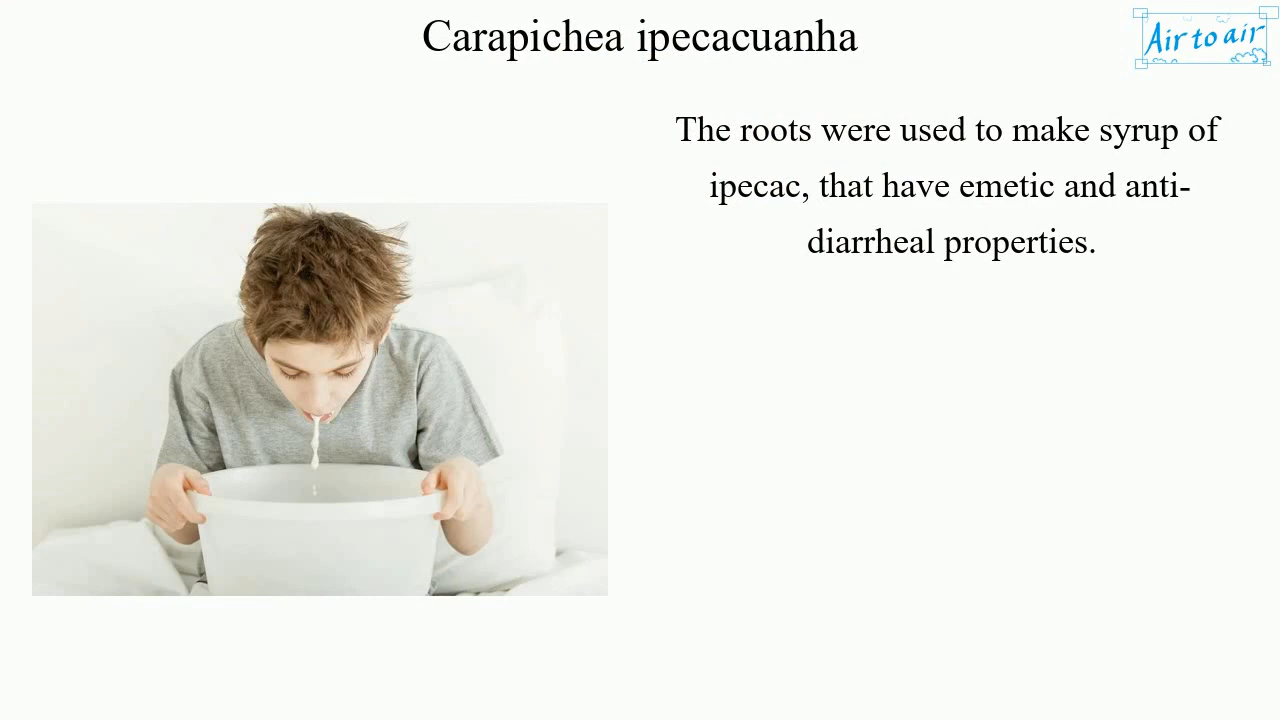 Carapichea ipecacuanha
Air to air
The roots were used to make syrup of
ipecac, that have emetic and anti-
diarrheal properties.